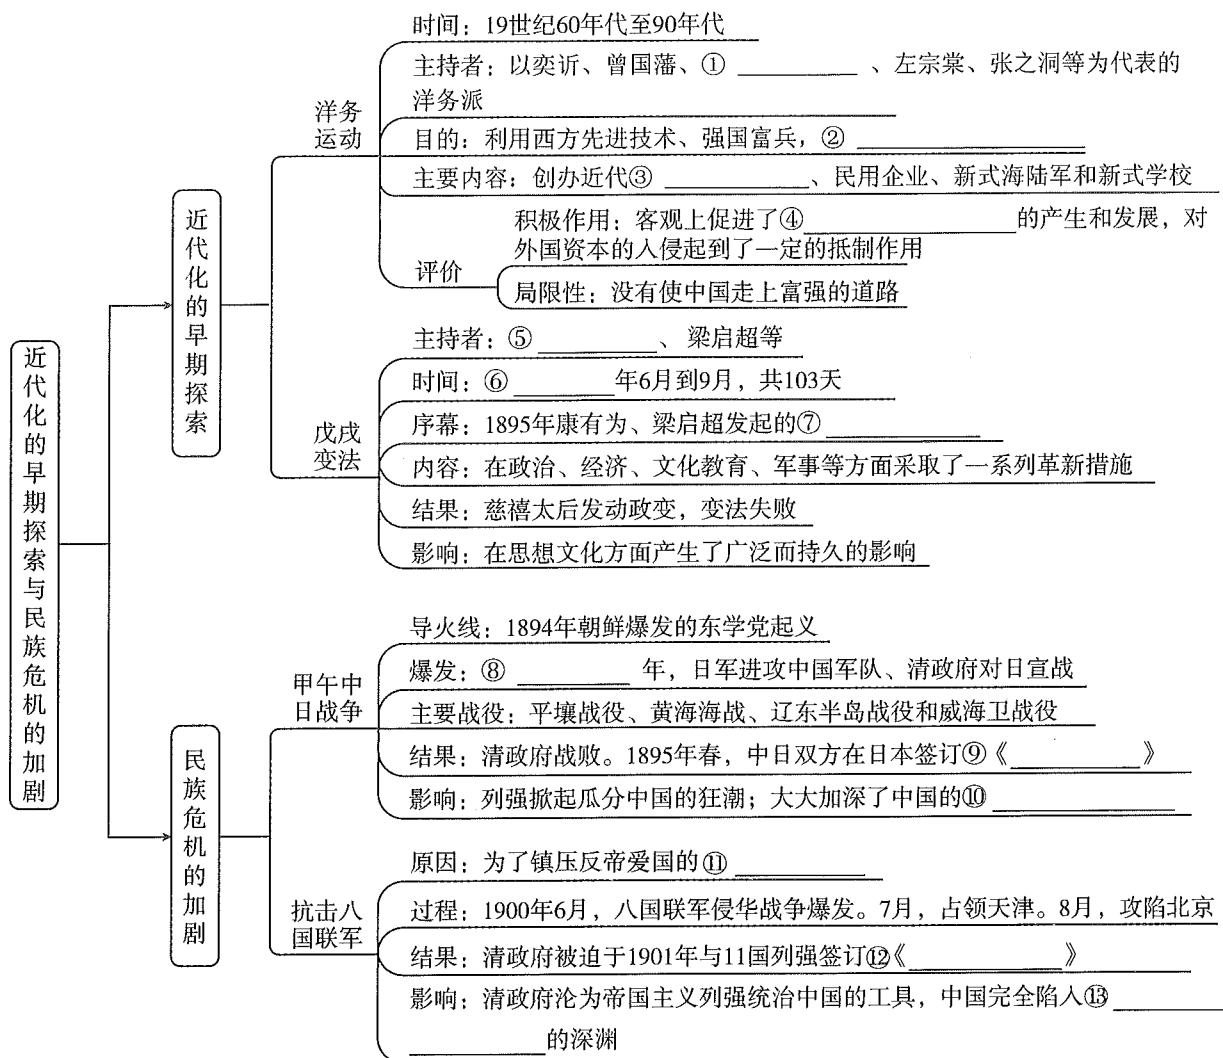 近代化的早期探索与民族危机的加剧
近代化的早期探索
洋务
运动
时间：19世纪60年代至90年代
主持者：以奕䜣、曾国藩、① ________ 、左宗棠、张之洞等为代表的
洋务派
目的：利用西方先进技术、强国富兵，② ________
主要内容：创办近代③ ________、民用企业、新式海陆军和新式学校
评价
积极作用：客观上促进了④________的产生和发展，对
外国资本的入侵起到了一定的抵制作用
局限性：没有使中国走上富强的道路
戊戌
变法
主持者：⑤ ________、 梁启超等
时间：⑥ ________年6月到9月，共103天
序幕：1895年康有为、梁启超发起的⑦ ________
内容：在政治、经济、文化教育、军事等方面采取了一系列革新措施
结果：慈禧太后发动政变，变法失败
影响：在思想文化方面产生了广泛而持久的影响
民族危机的加剧
甲午中
日战争
导火线：1894年朝鲜爆发的东学党起义
爆发：⑧ ________ 年，日军进攻中国军队、清政府对日宣战
主要战役：平壤战役、黄海海战、辽东半岛战役和威海卫战役
结果：清政府战败。1895年春，中日双方在日本签订⑨《________》
影响：列强掀起瓜分中国的狂潮；大大加深了中国的⑩ ________
抗击八
国联军
原因：为了镇压反帝爱国的⑪ ________
过程：1900年6月，八国联军侵华战争爆发。7月，占领天津。8月，攻陷北京
结果：清政府被迫于1901年与11国列强签订⑫《________》
影响：清政府沦为帝国主义列强统治中国的工具，中国完全陷入⑬ ________
________的深渊